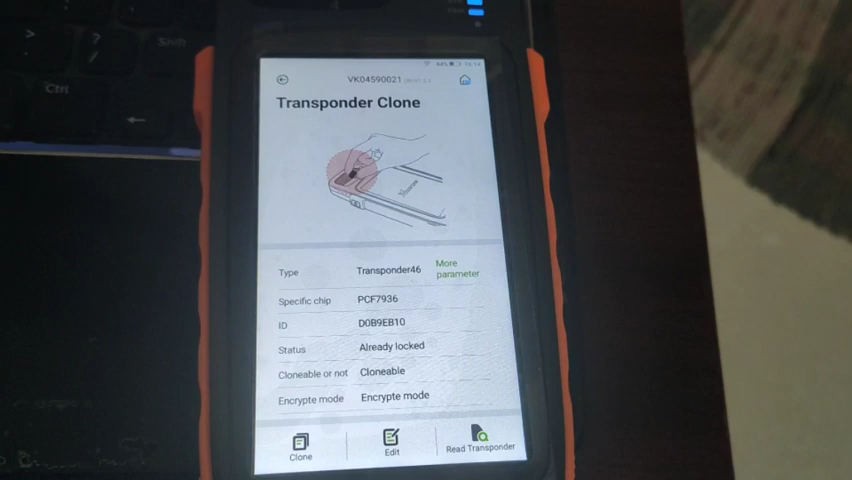 >
?
/
Shift
Ctrl
←
VK04590021
Transponder Clone
Type Transponder46 More parameter
Specific chip PCF7936
ID D0B9EB10
Status Already locked
Cloneable or not Cloneable
Encrypte mode Encrypte mode
Clone Edit Read Transponder